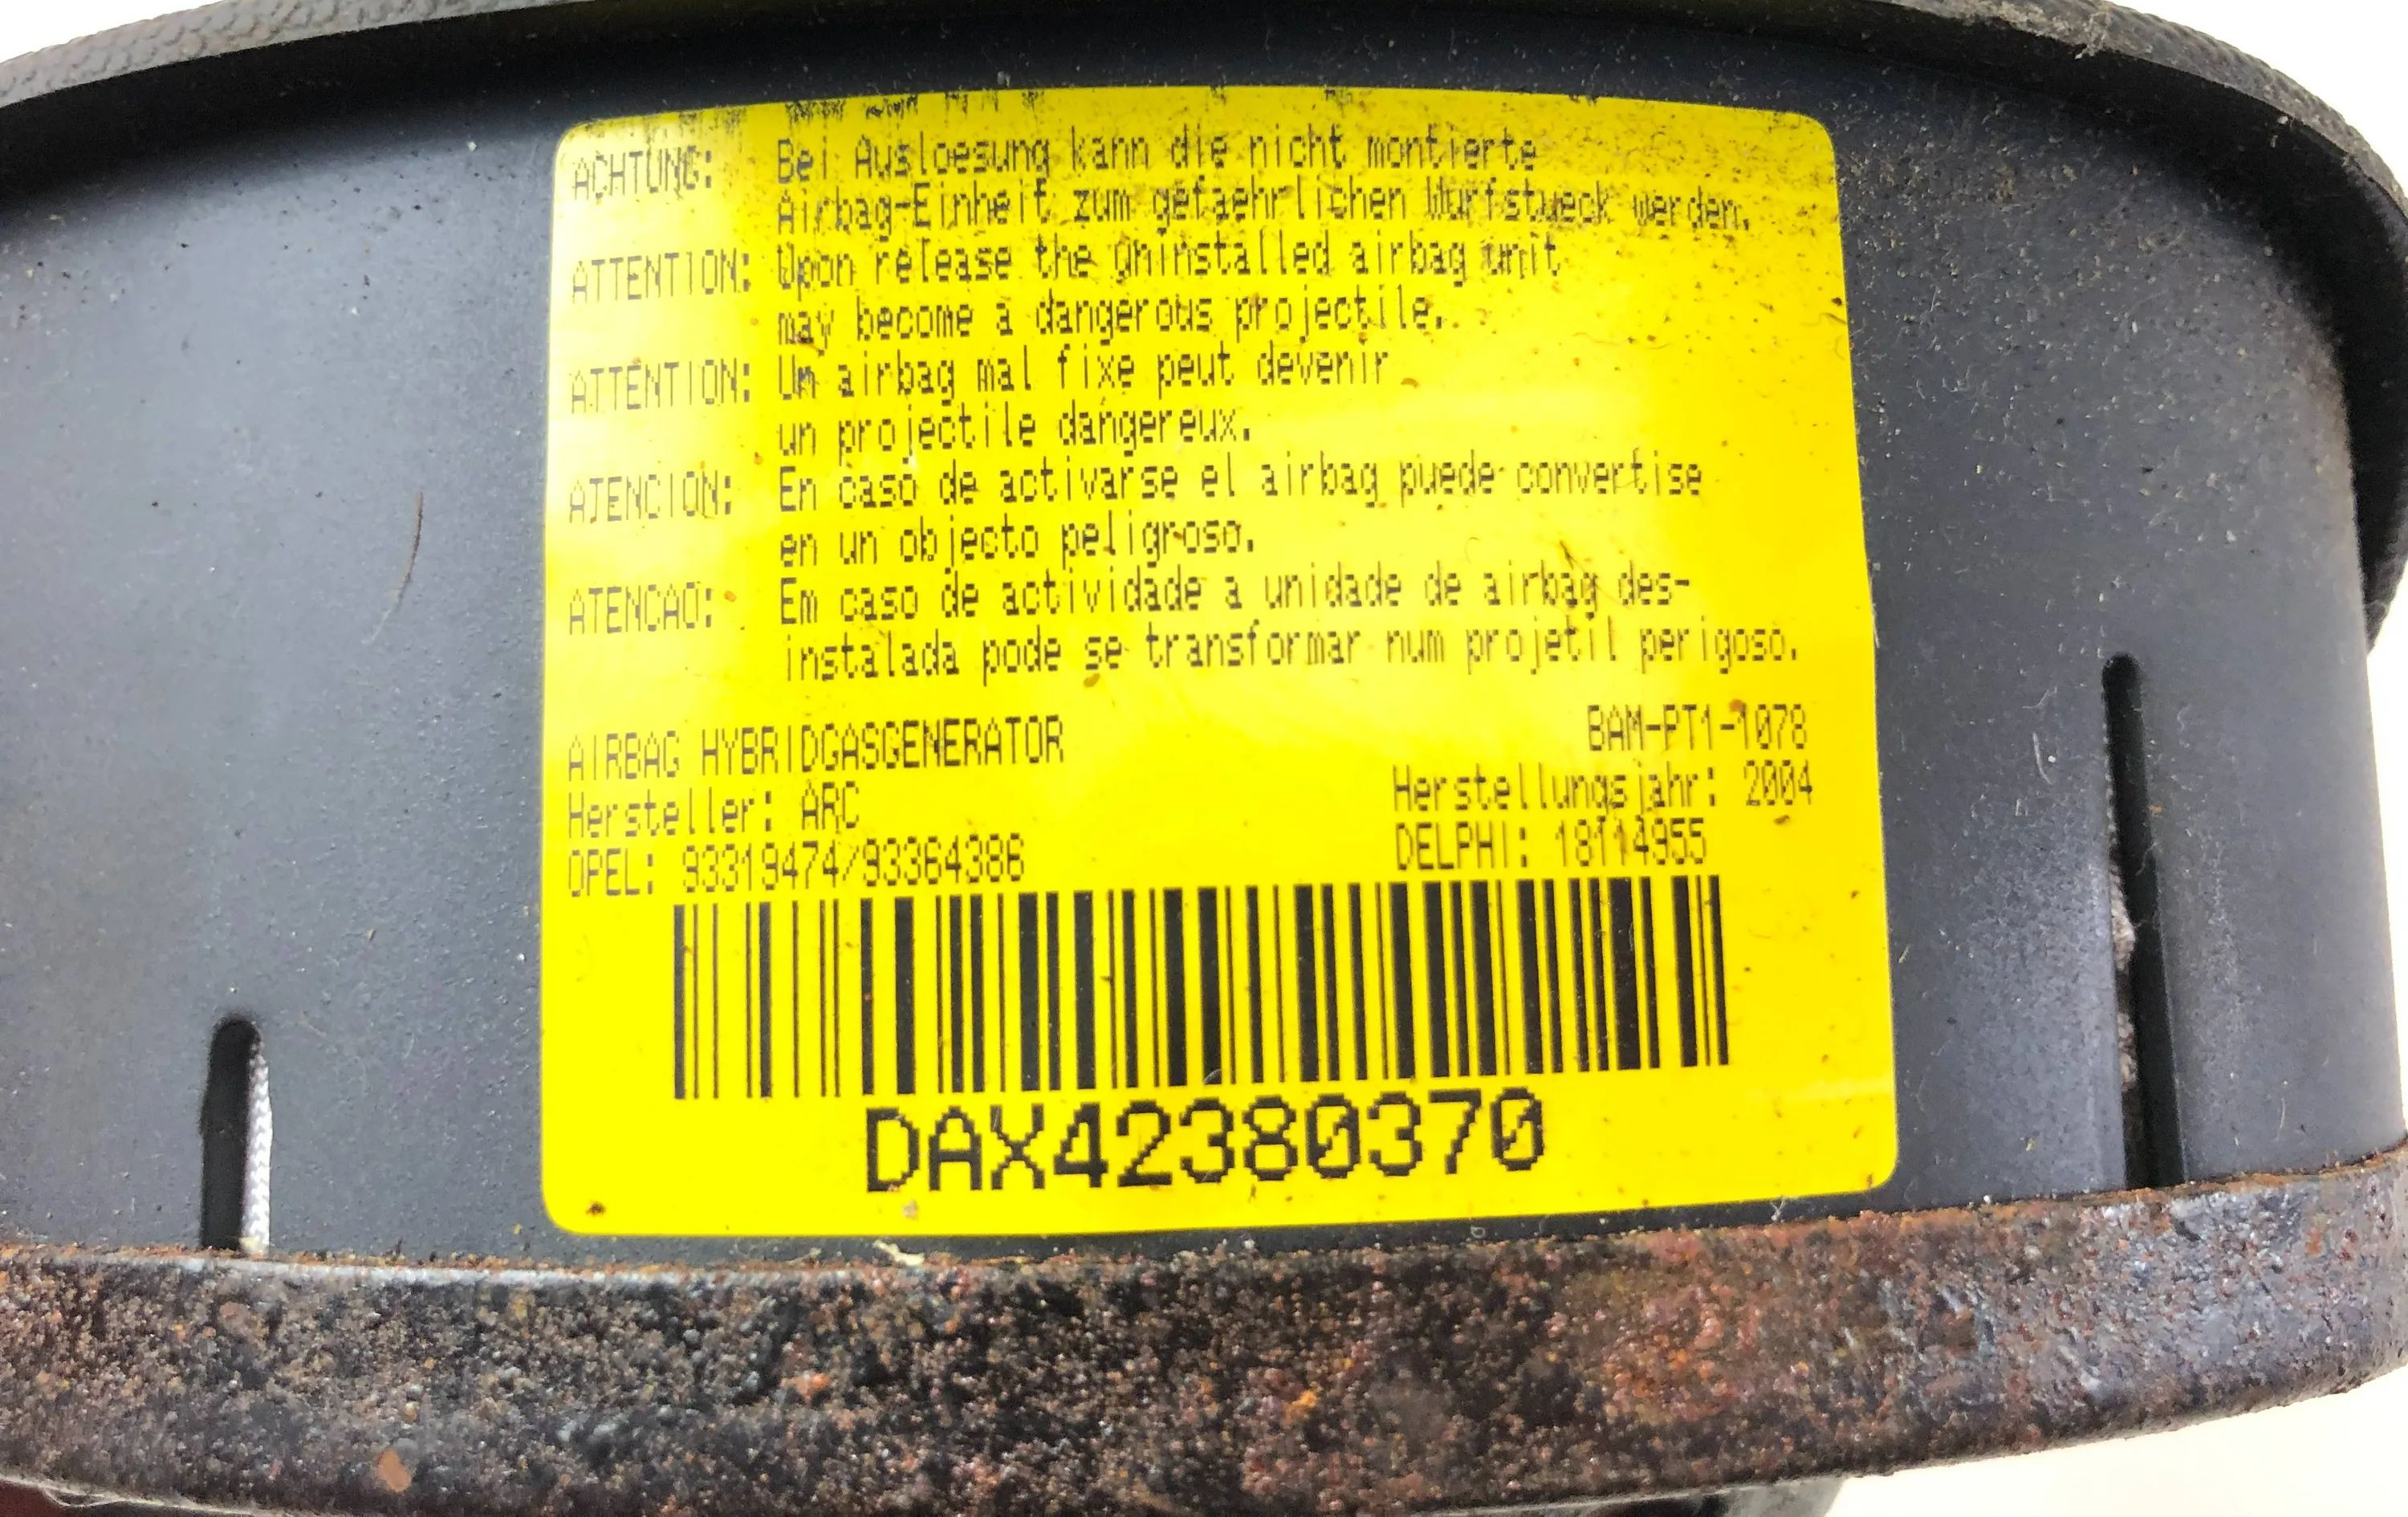 ACHTUNG: Bei Ausloesung kann die nicht montierte
Airbag-Einheit zum gefaehrlichen Wurfstueck werden.
ATTENTION: Upon release the uninstalled airbag unit
may become a dangerous projectile.
ATTENTION: Un airbag mal fixe peut devenir
un projectile dangereux.
ATENCION: En caso de activarse el airbag puede convertise
en un objecto peligroso.
ATENCAO: Em caso de actividade a unidade de airbag des-
instalada pode se transformar num projetil perigoso.
AIRBAG HYBRIDGASGENERATOR BAM-PT1-1078
Hersteller: ARC Herstellungsjahr: 2004
OPEL: 93319474/93364386 DELPHI: 18114955
DAX42380370